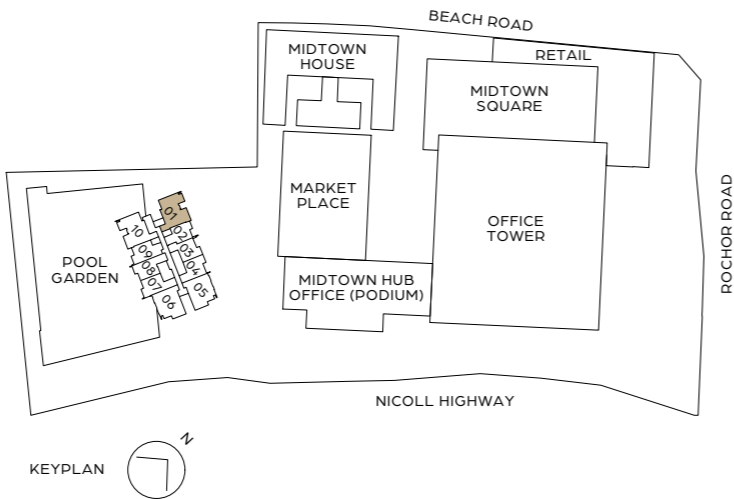 BEACH ROAD
MIDTOWN
HOUSE
RETAIL
MIDTOWN
SQUARE
MARKET
PLACE
OFFICE
TOWER
ROCHOR ROAD
POOL
GARDEN
01
02
03
04
05
10
09
08
07
06
MIDTOWN HUB
OFFICE (PODIUM)
NICOLL HIGHWAY
KEYPLAN
N